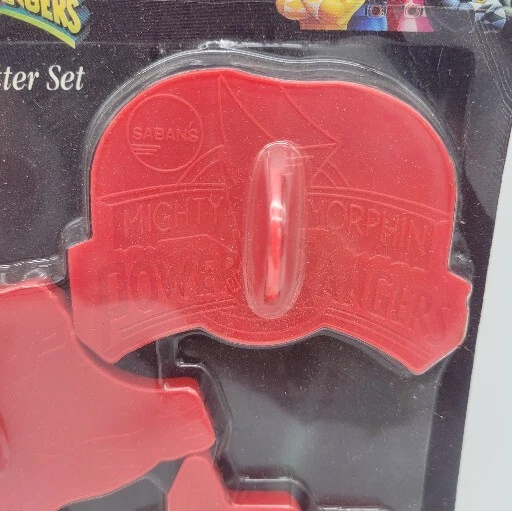 RANGERS
tter Set
SABAN'S
MIGHTY MORPHIN
POWER RANGERS